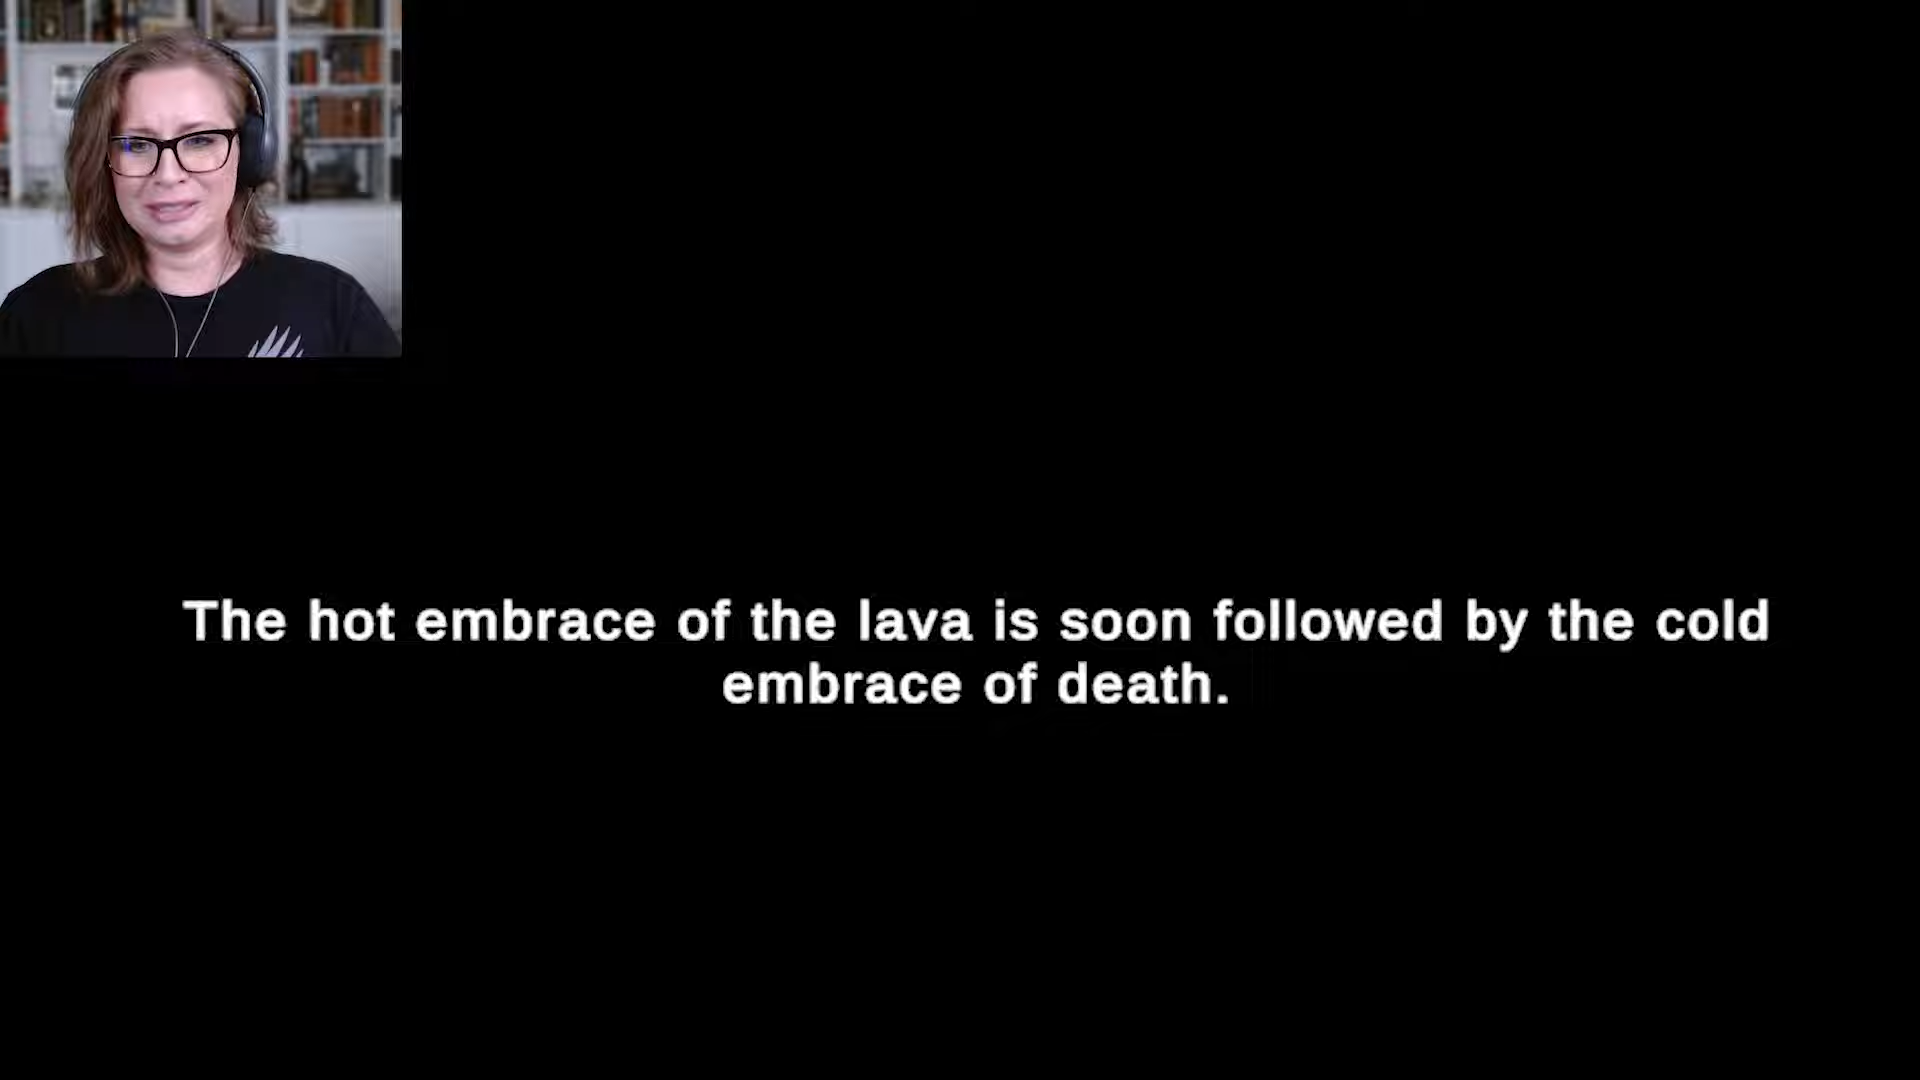 The hot embrace of the lava is soon followed by the cold
embrace of death.